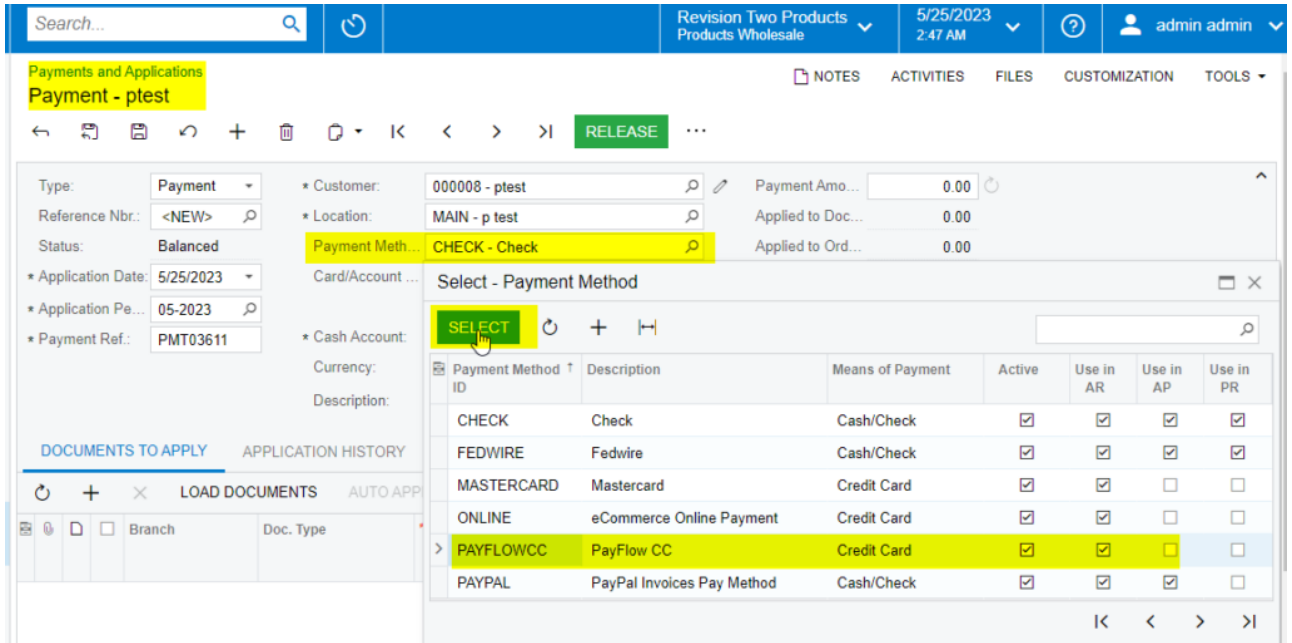 Search...
Revision Two Products
Products Wholesale
5/25/2023
2:47 AM
admin admin
Payments and Applications
Payment - ptest
NOTES ACTIVITIES FILES CUSTOMIZATION TOOLS
RELEASE
Type: Payment * Customer: 000008 - ptest Payment Amo... 0.00
Reference Nbr.: <NEW> * Location: MAIN - p test Applied to Doc... 0.00
Status: Balanced Payment Meth... CHECK - Check Applied to Ord... 0.00
* Application Date: 5/25/2023 Card/Account ...
* Application Pe... 05-2023
* Payment Ref.: PMT03611 * Cash Account:
Currency:
Description:
DOCUMENTS TO APPLY APPLICATION HISTORY
LOAD DOCUMENTS AUTO APP
Branch Doc. Type
Select - Payment Method
SELECT
Payment Method ID Description Means of Payment Active Use in AR Use in AP Use in PR
CHECK Check Cash/Check
FEDWIRE Fedwire Cash/Check
MASTERCARD Mastercard Credit Card
ONLINE eCommerce Online Payment Credit Card
PAYFLOWCC PayFlow CC Credit Card
PAYPAL PayPal Invoices Pay Method Cash/Check